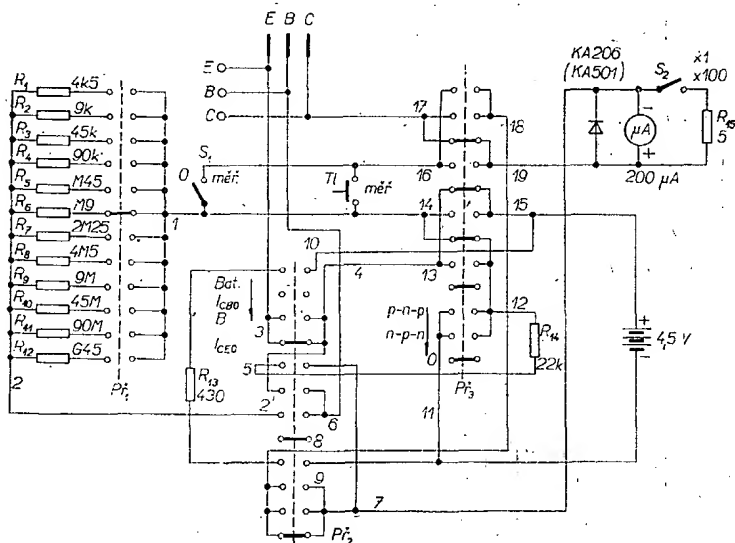 E B C
E
B
C
R1 4k5
R2 9k
R3 45k
R4 90k
R5 M45
R6 M9
R7 2M25
R8 4M5
R9 9M
R10 45M
R11 90M
R12 G45
Př1
1
2
S1
0 měř.
Tl měř
17
18
16
19
14
15
13
12
10
4
Bat.
ICBO
B
ICEO
3
5
2'
6
8
9
7
R13
430
Př2
p-n-p
n-p-n
0
Př3
11
R14
22k
KA206
(KA501)
S2
x1
x100
-
µA
+
200 µA
R15
5
+
4,5 V
-